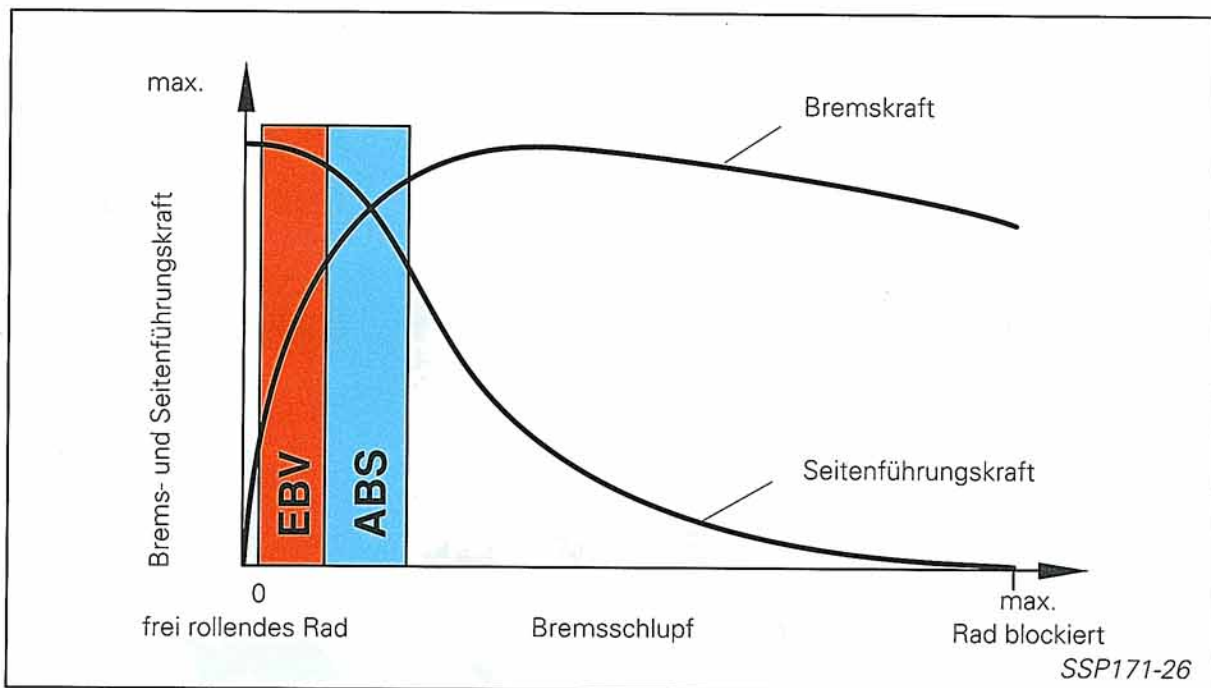 max.
Bremskraft
Brems- und Seitenführungskraft
EBV
ABS
Seitenführungskraft
0
frei rollendes Rad
Bremsschlupf
max.
Rad blockiert
SSP171-26